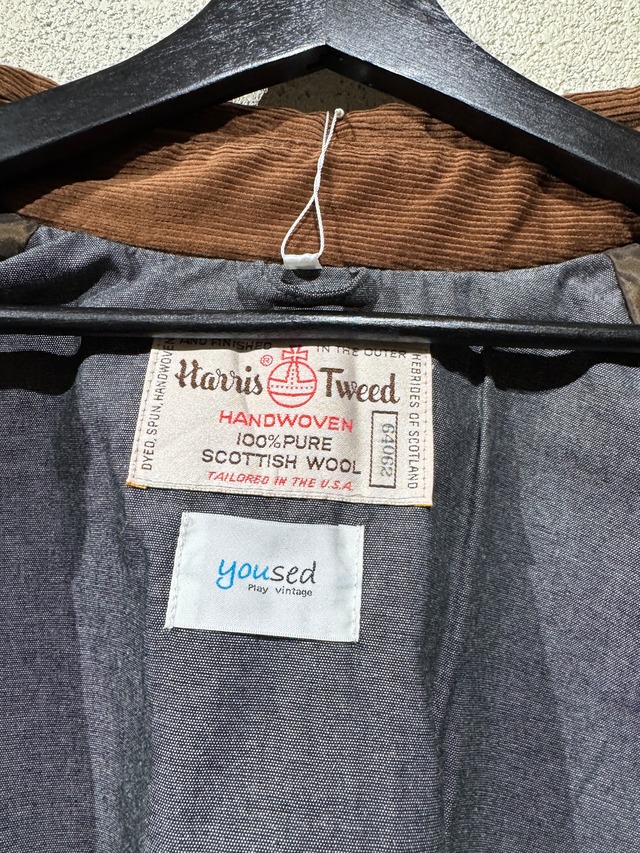 AND FINISHED IN THE OUTER
DYED, SPUN, HANDWOVEN
HEBRIDES OF SCOTLAND
Harris® Tweed
HANDWOVEN
100% PURE
SCOTTISH WOOL
TAILORED IN THE U.S.A.
64062
yoused
Play vintage